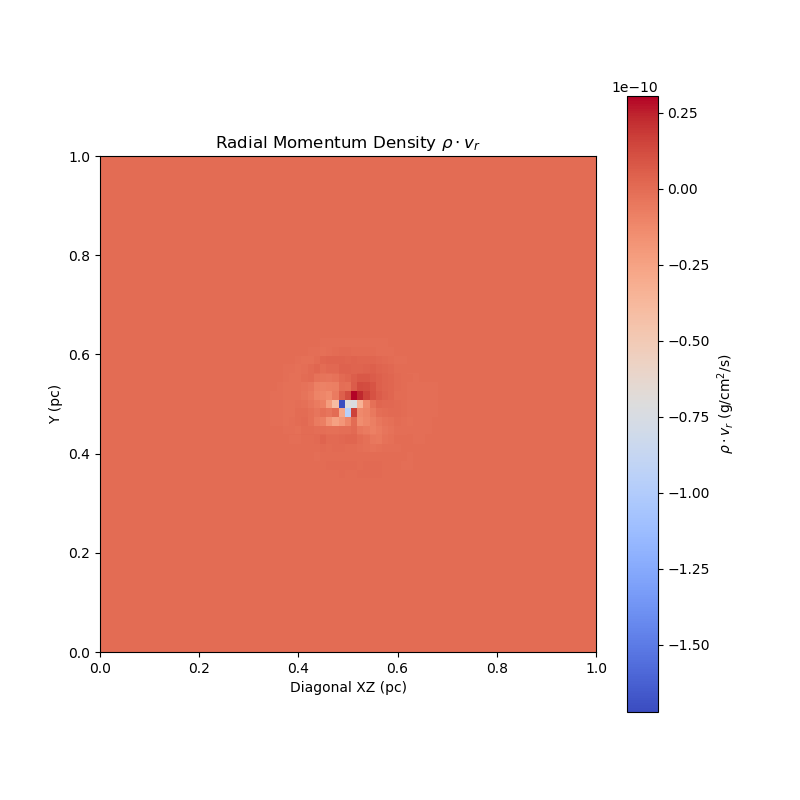 1e−10
Radial Momentum Density ρ · v_r
1.0
0.8
0.6
0.4
0.2
0.0
Y (pc)
0.0 0.2 0.4 0.6 0.8 1.0
Diagonal XZ (pc)
0.25
0.00
−0.25
−0.50
−0.75
−1.00
−1.25
−1.50
ρ · v_r (g/cm²/s)